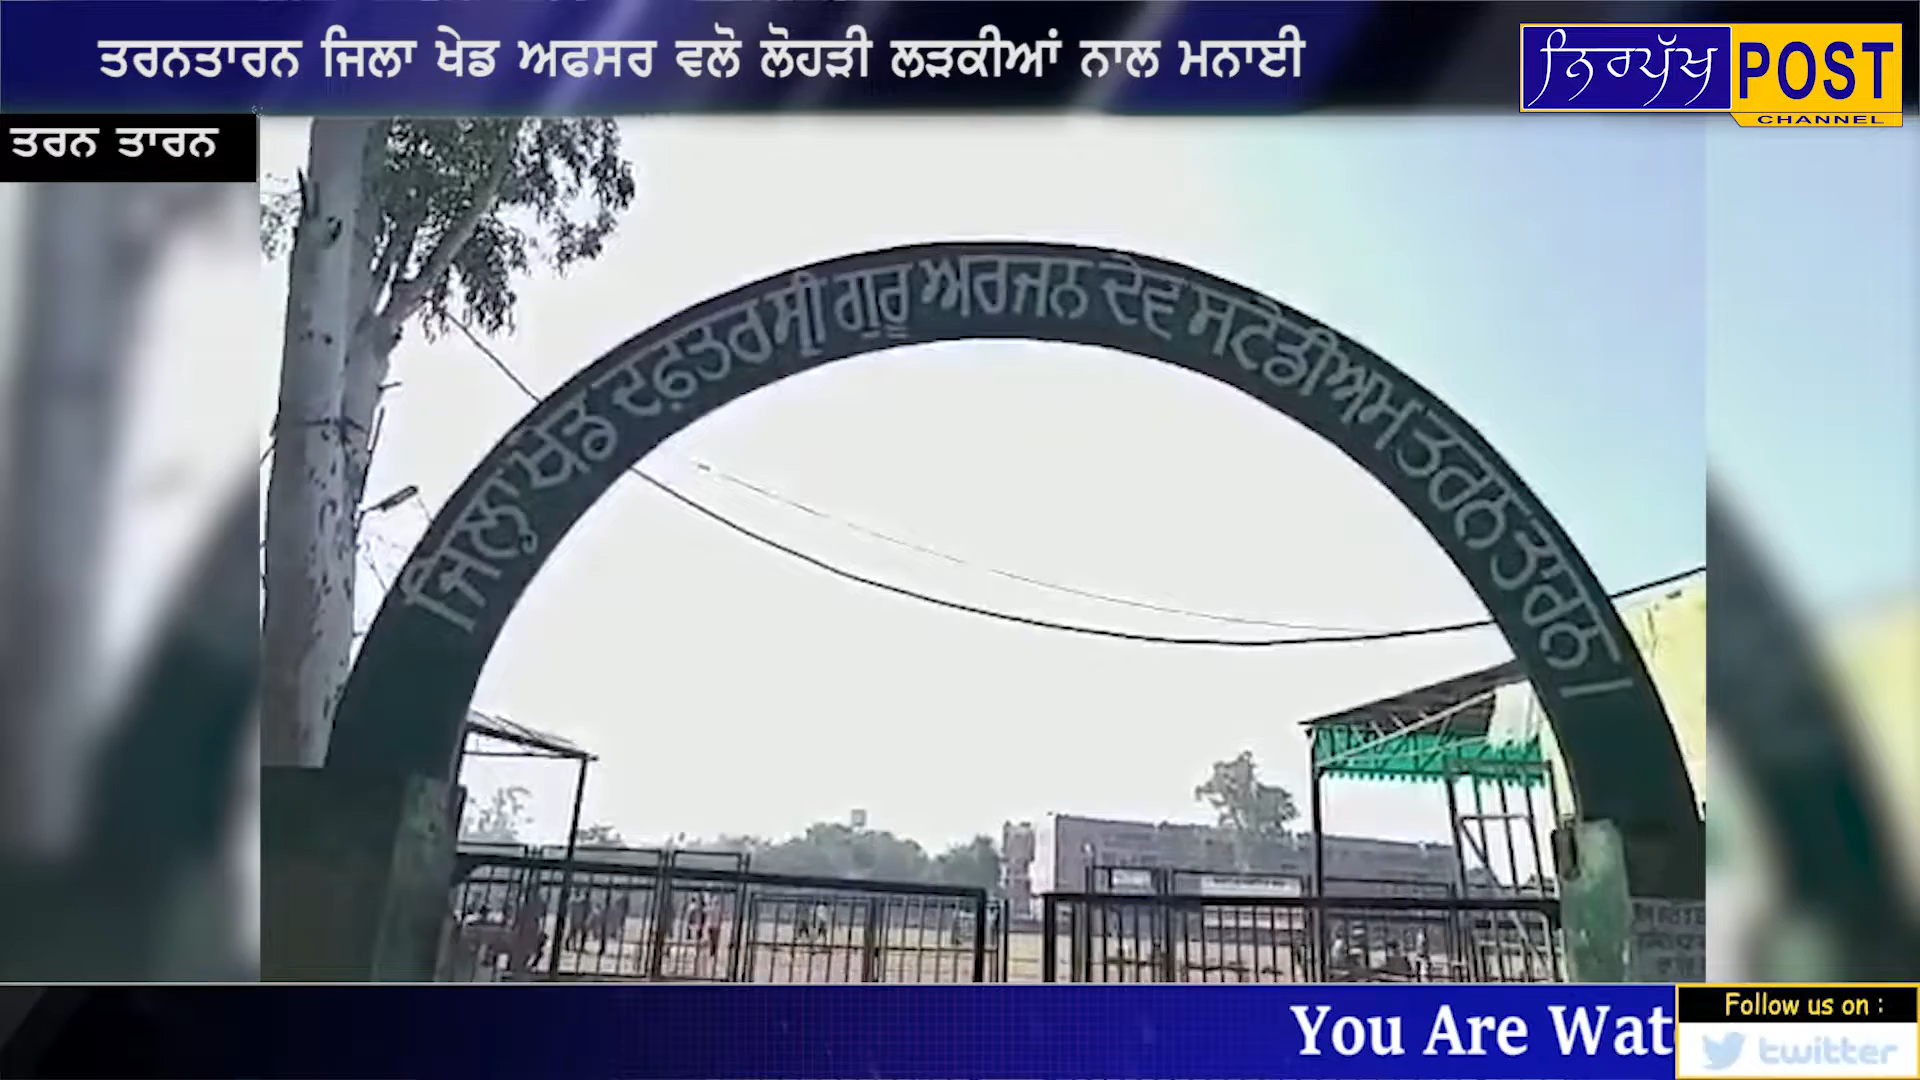 ਤਰਨਤਾਰਨ ਜਿਲਾ ਖੇਡ ਅਫਸਰ ਵਲੋ ਲੋਹੜੀ ਲੜਕੀਆਂ ਨਾਲ ਮਨਾਈ
ਨਿਰਪੱਖ POST
CHANNEL
ਤਰਨ ਤਾਰਨ
ਜਿਲ੍ਹਾ ਖੇਡ ਦਫ਼ਤਰ ਸ੍ਰੀ ਗੁਰੂ ਅਰਜਨ ਦੇਵ ਸਟੇਡੀਅਮ ਤਰਨ ਤਾਰਨ।
You Are Wat
Follow us on :
twitter